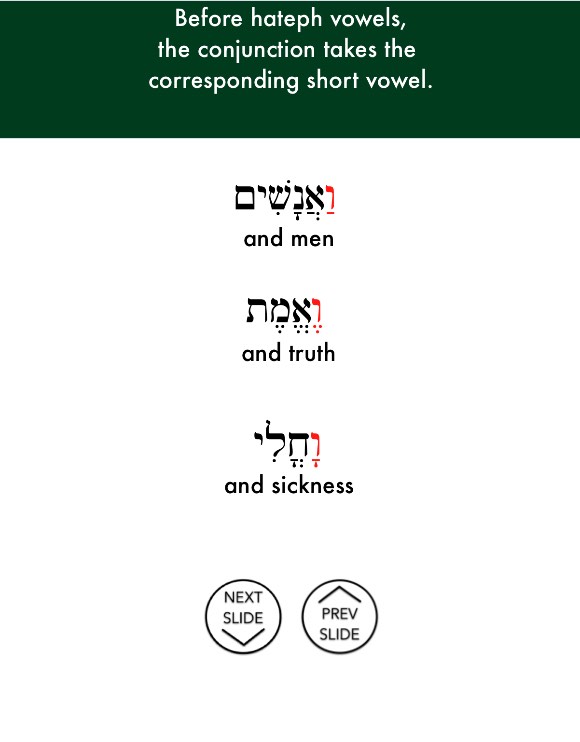 Before hateph vowels,
the conjunction takes the
corresponding short vowel.
וַאֲנָשִׁים
and men
וֶאֱמֶת
and truth
וָחֳלִי
and sickness
NEXT
SLIDE
PREV
SLIDE